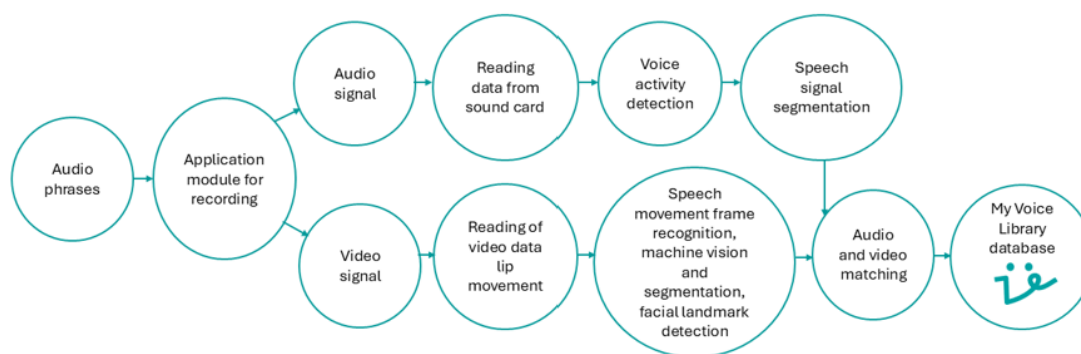 Audio
phrases
Application
module for
recording
Audio
signal
Reading
data from
sound card
Voice
activity
detection
Speech
signal
segmentation
Video
signal
Reading of
video data
lip
movement
Speech
movement frame
recognition,
machine vision
and
segmentation,
facial landmark
detection
Audio
and video
matching
My Voice
Library
database